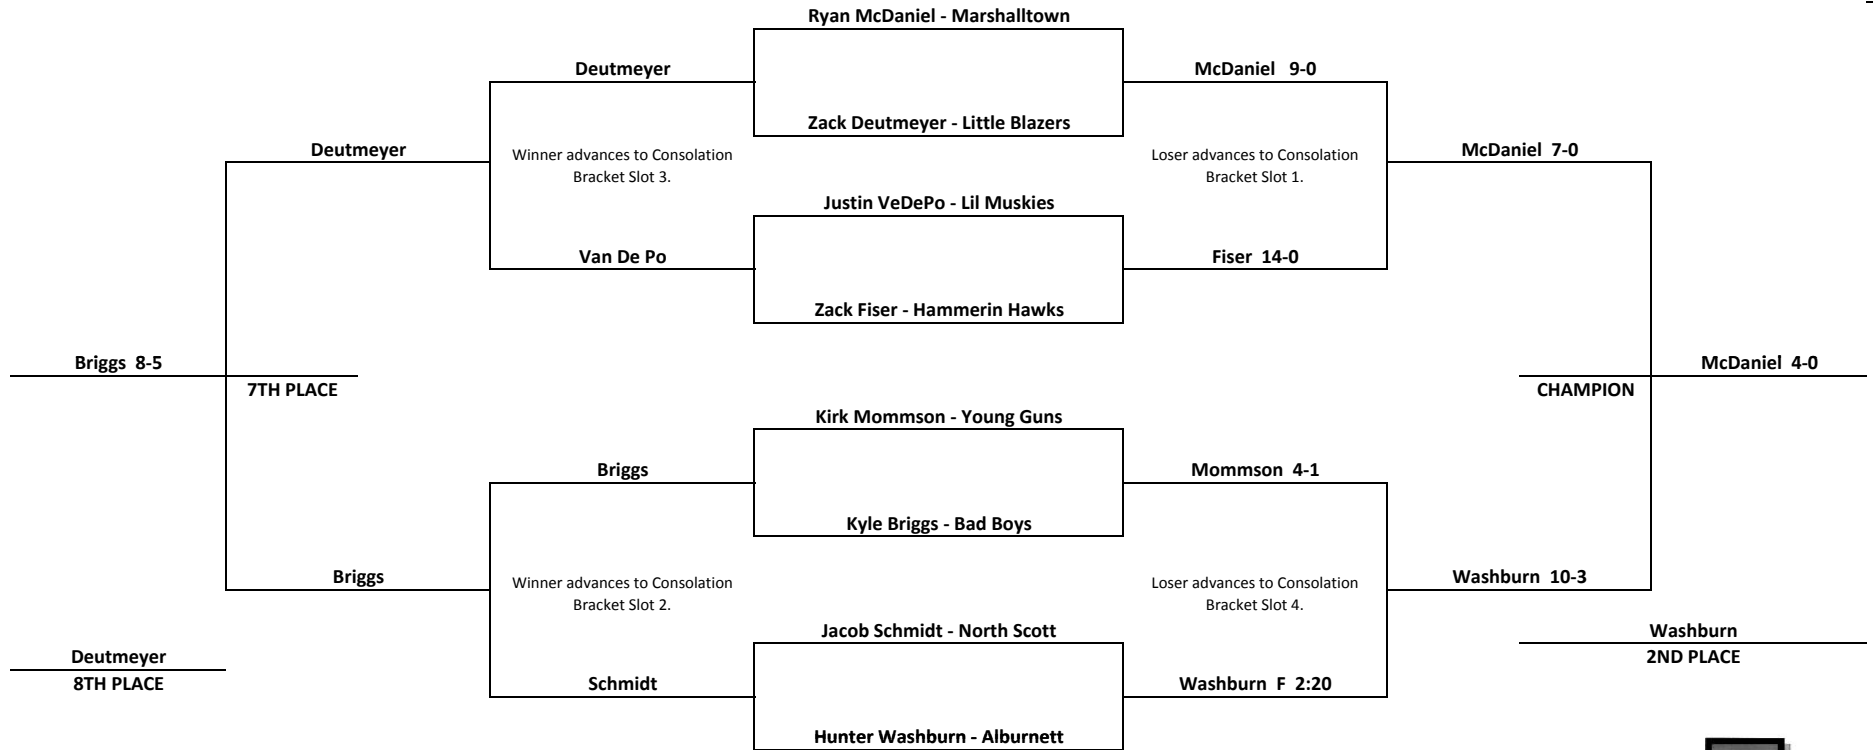 Ryan McDaniel - Marshalltown
Deutmeyer
McDaniel 9-0
Zack Deutmeyer - Little Blazers
Deutmeyer
Winner advances to Consolation
Bracket Slot 3.
Loser advances to Consolation
Bracket Slot 1.
McDaniel 7-0
Justin VeDePo - Lil Muskies
Van De Po
Fiser 14-0
Zack Fiser - Hammerin Hawks
Briggs 8-5
7TH PLACE
CHAMPION
McDaniel 4-0
Kirk Mommson - Young Guns
Briggs
Mommson 4-1
Kyle Briggs - Bad Boys
Briggs
Winner advances to Consolation
Bracket Slot 2.
Loser advances to Consolation
Bracket Slot 4.
Washburn 10-3
Jacob Schmidt - North Scott
Washburn
2ND PLACE
Deutmeyer
8TH PLACE
Schmidt
Washburn F 2:20
Hunter Washburn - Alburnett